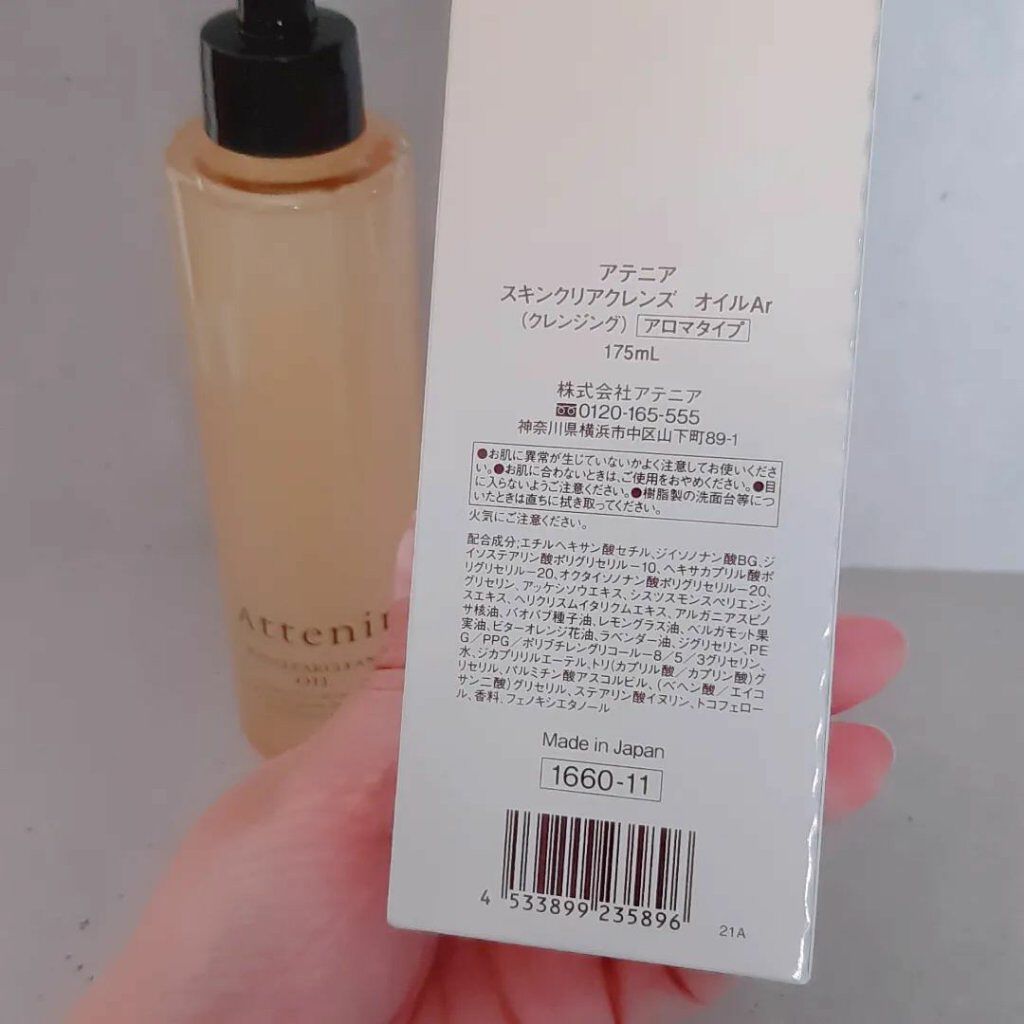 アテニア
スキンクリアクレンズ オイルAr
(クレンジング) アロマタイプ
175mL
株式会社アテニア
0120-165-555
神奈川県横浜市中区山下町89-1
●お肌に異常が生じていないかよく注意してお使いくださ
い。●お肌に合わないときは、ご使用をおやめください。●目
に入らないようご注意ください。●樹脂製の洗面台等につ
いたときは直ちに拭き取ってください。
火気にご注意ください。
配合成分;エチルヘキサン酸セチル、ジイソノナン酸BG、ジ
イソステアリン酸ポリグリセリル-10、ヘキサカプリル酸ポ
リグリセリル-20、オクタイソノナン酸ポリグリセリル-20、
グリセリン、アッケシソウエキス、シスツスモンスペリエンシ
スエキス、ヘリクリスムイタリクムエキス、アルガニアスピノ
サ核油、バオバブ種子油、レモングラス油、ベルガモット果
実油、ビターオレンジ花油、ラベンダー油、ジグリセリン、PE
G/PPG/ポリブチレングリコール-8/5/3グリセリン、
水、ジカプリリルエーテル、トリ(カプリル酸/カプリン酸)グ
リセリル、パルミチン酸アスコルビル、(ベヘン酸/エイコ
サン二酸)グリセリル、ステアリン酸イヌリン、トコフェロー
ル、香料、フェノキシエタノール
Made in Japan
1660-11
4 533899 235896
21A
Atteni
OIL